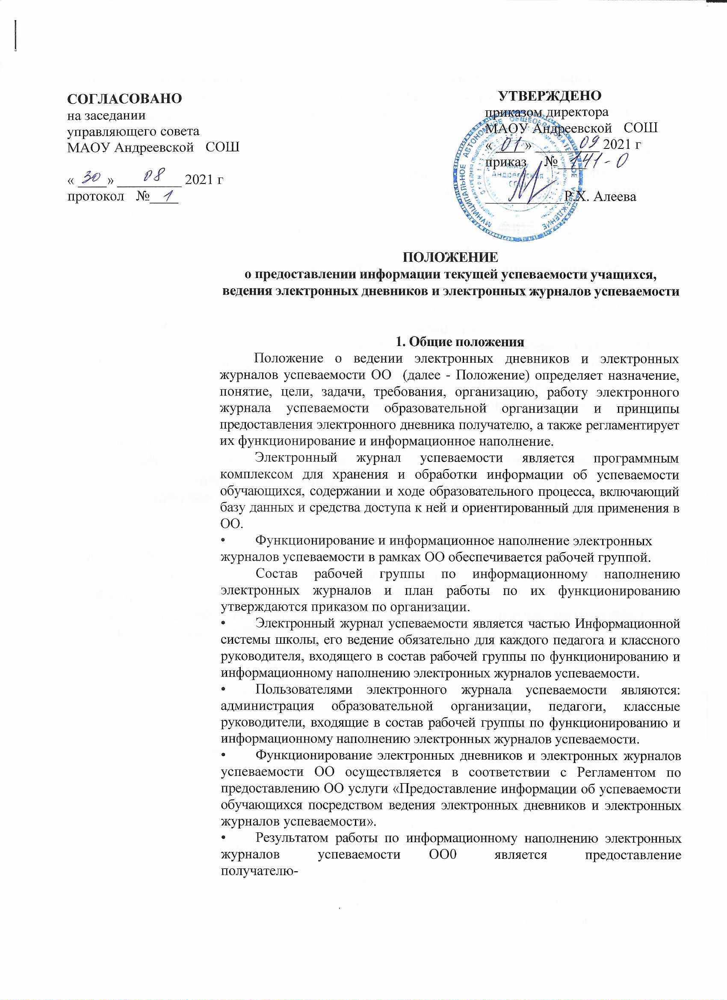 СОГЛАСОВАНО
на заседании
управляющего совета
МАОУ Андреевской СОШ
« 30 » 08 2021 г
протокол № 1
УТВЕРЖДЕНО
приказом директора
МАОУ Андреевской СОШ
« 01 » 09 2021 г
приказ № 141-О
Р.Х. Алеева
МУНИЦИПАЛЬНОЕ АВТОНОМНОЕ ОБЩЕОБРАЗОВАТЕЛЬНОЕ УЧРЕЖДЕНИЕ
МАОУ
Андреевская
СОШ
ПОЛОЖЕНИЕ
о предоставлении информации текущей успеваемости учащихся,
ведения электронных дневников и электронных журналов успеваемости
1. Общие положения
Положение о ведении электронных дневников и электронных
журналов успеваемости ОО (далее - Положение) определяет назначение,
понятие, цели, задачи, требования, организацию, работу электронного
журнала успеваемости образовательной организации и принципы
предоставления электронного дневника получателю, а также регламентирует
их функционирование и информационное наполнение.
Электронный журнал успеваемости является программным
комплексом для хранения и обработки информации об успеваемости
обучающихся, содержании и ходе образовательного процесса, включающий
базу данных и средства доступа к ней и ориентированный для применения в
ОО.
• Функционирование и информационное наполнение электронных
журналов успеваемости в рамках ОО обеспечивается рабочей группой.
Состав рабочей группы по информационному наполнению
электронных журналов и план работы по их функционированию
утверждаются приказом по организации.
• Электронный журнал успеваемости является частью Информационной
системы школы, его ведение обязательно для каждого педагога и классного
руководителя, входящего в состав рабочей группы по функционированию и
информационному наполнению электронных журналов успеваемости.
• Пользователями электронного журнала успеваемости являются:
администрация образовательной организации, педагоги, классные
руководители, входящие в состав рабочей группы по функционированию и
информационному наполнению электронных журналов успеваемости.
• Функционирование электронных дневников и электронных журналов
успеваемости ОО осуществляется в соответствии с Регламентом по
предоставлению ОО услуги «Предоставление информации об успеваемости
обучающихся посредством ведения электронных дневников и электронных
журналов успеваемости».
• Результатом работы по информационному наполнению электронных
журналов успеваемости ОО0 является предоставление
получателю-